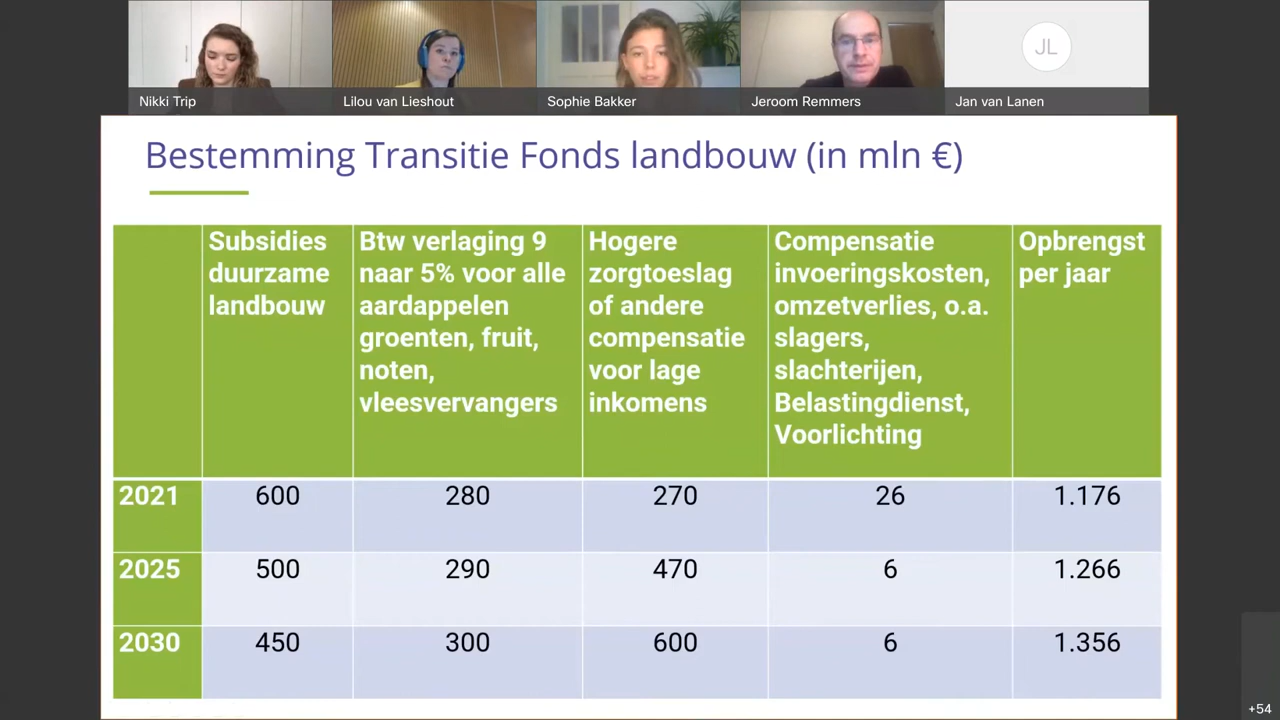 Nikki Trip
Lilou van Lieshout
Sophie Bakker
Jeroom Remmers
JL
Jan van Lanen
Bestemming Transitie Fonds landbouw (in mln €)
Subsidies
duurzame
landbouw
Btw verlaging 9
naar 5% voor alle
aardappelen
groenten, fruit,
noten,
vleesvervangers
Hogere
zorgtoeslag
of andere
compensatie
voor lage
inkomens
Compensatie
invoeringskosten,
omzetverlies, o.a.
slagers,
slachterijen,
Belastingdienst,
Voorlichting
Opbrengst
per jaar
2021 600 280 270 26 1.176
2025 500 290 470 6 1.266
2030 450 300 600 6 1.356
+54